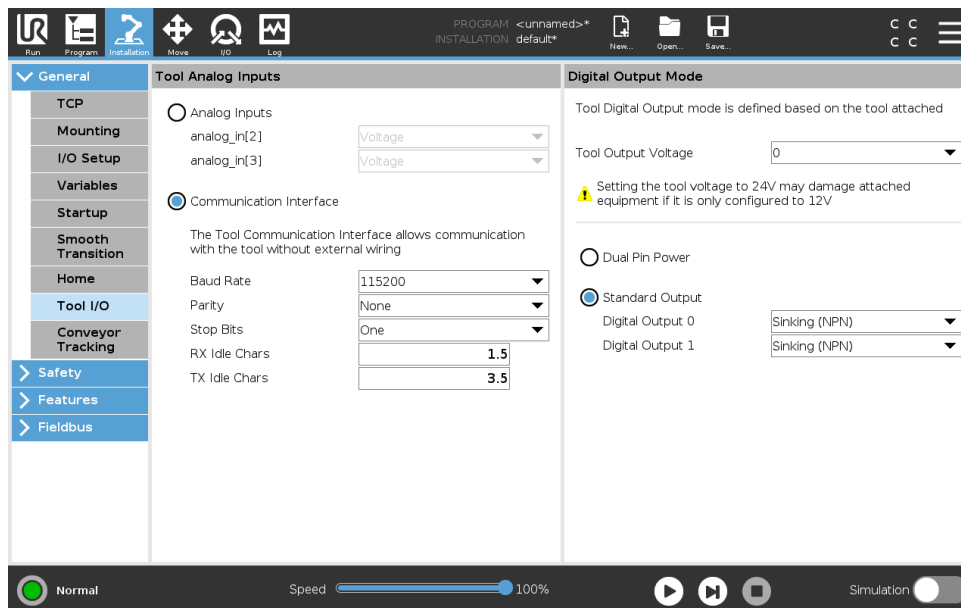 PROGRAM <unnamed>*
INSTALLATION default*
UR
Run
Program
Installation
Move
I/O
Log
New...
Open...
Save...
C C
C C
General
TCP
Mounting
I/O Setup
Variables
Startup
Smooth
Transition
Home
Tool I/O
Conveyor
Tracking
Safety
Features
Fieldbus
Tool Analog Inputs
Analog Inputs
analog_in[2] Voltage
analog_in[3] Voltage
Communication Interface
The Tool Communication Interface allows communication
with the tool without external wiring
Baud Rate 115200
Parity None
Stop Bits One
RX Idle Chars 1.5
TX Idle Chars 3.5
Digital Output Mode
Tool Digital Output mode is defined based on the tool attached
Tool Output Voltage 0
Setting the tool voltage to 24V may damage attached
equipment if it is only configured to 12V
Dual Pin Power
Standard Output
Digital Output 0 Sinking (NPN)
Digital Output 1 Sinking (NPN)
Normal
Speed 100%
Simulation